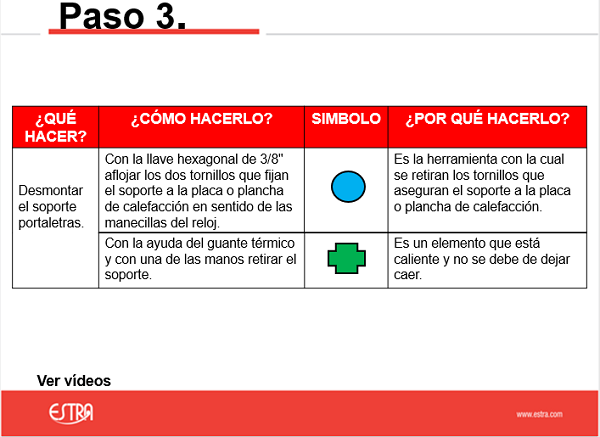 Paso 3.
¿QUÉ
HACER?
¿CÓMO HACERLO?
SIMBOLO
¿POR QUÉ HACERLO?
Desmontar
el soporte
portaletras.
Con la llave hexagonal de 3/8"
aflojar los dos tornillos que fijan
el soporte a la placa o plancha
de calefacción en sentido de las
manecillas del reloj.
Es la herramienta con la cual
se retiran los tornillos que
aseguran el soporte a la placa
o plancha de calefacción.
Con la ayuda del guante térmico
y con una de las manos retirar el
soporte.
Es un elemento que está
caliente y no se debe de dejar
caer.
Ver vídeos
ESTRA
www.estra.com